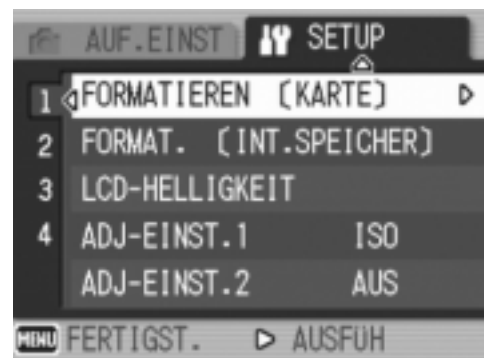 AUF.EINST SETUP
1 FORMATIEREN [KARTE]
2 FORMAT. [INT.SPEICHER]
3 LCD-HELLIGKEIT
4 ADJ-EINST.1 ISO
ADJ-EINST.2 AUS
MENU FERTIGST. AUSFÜH